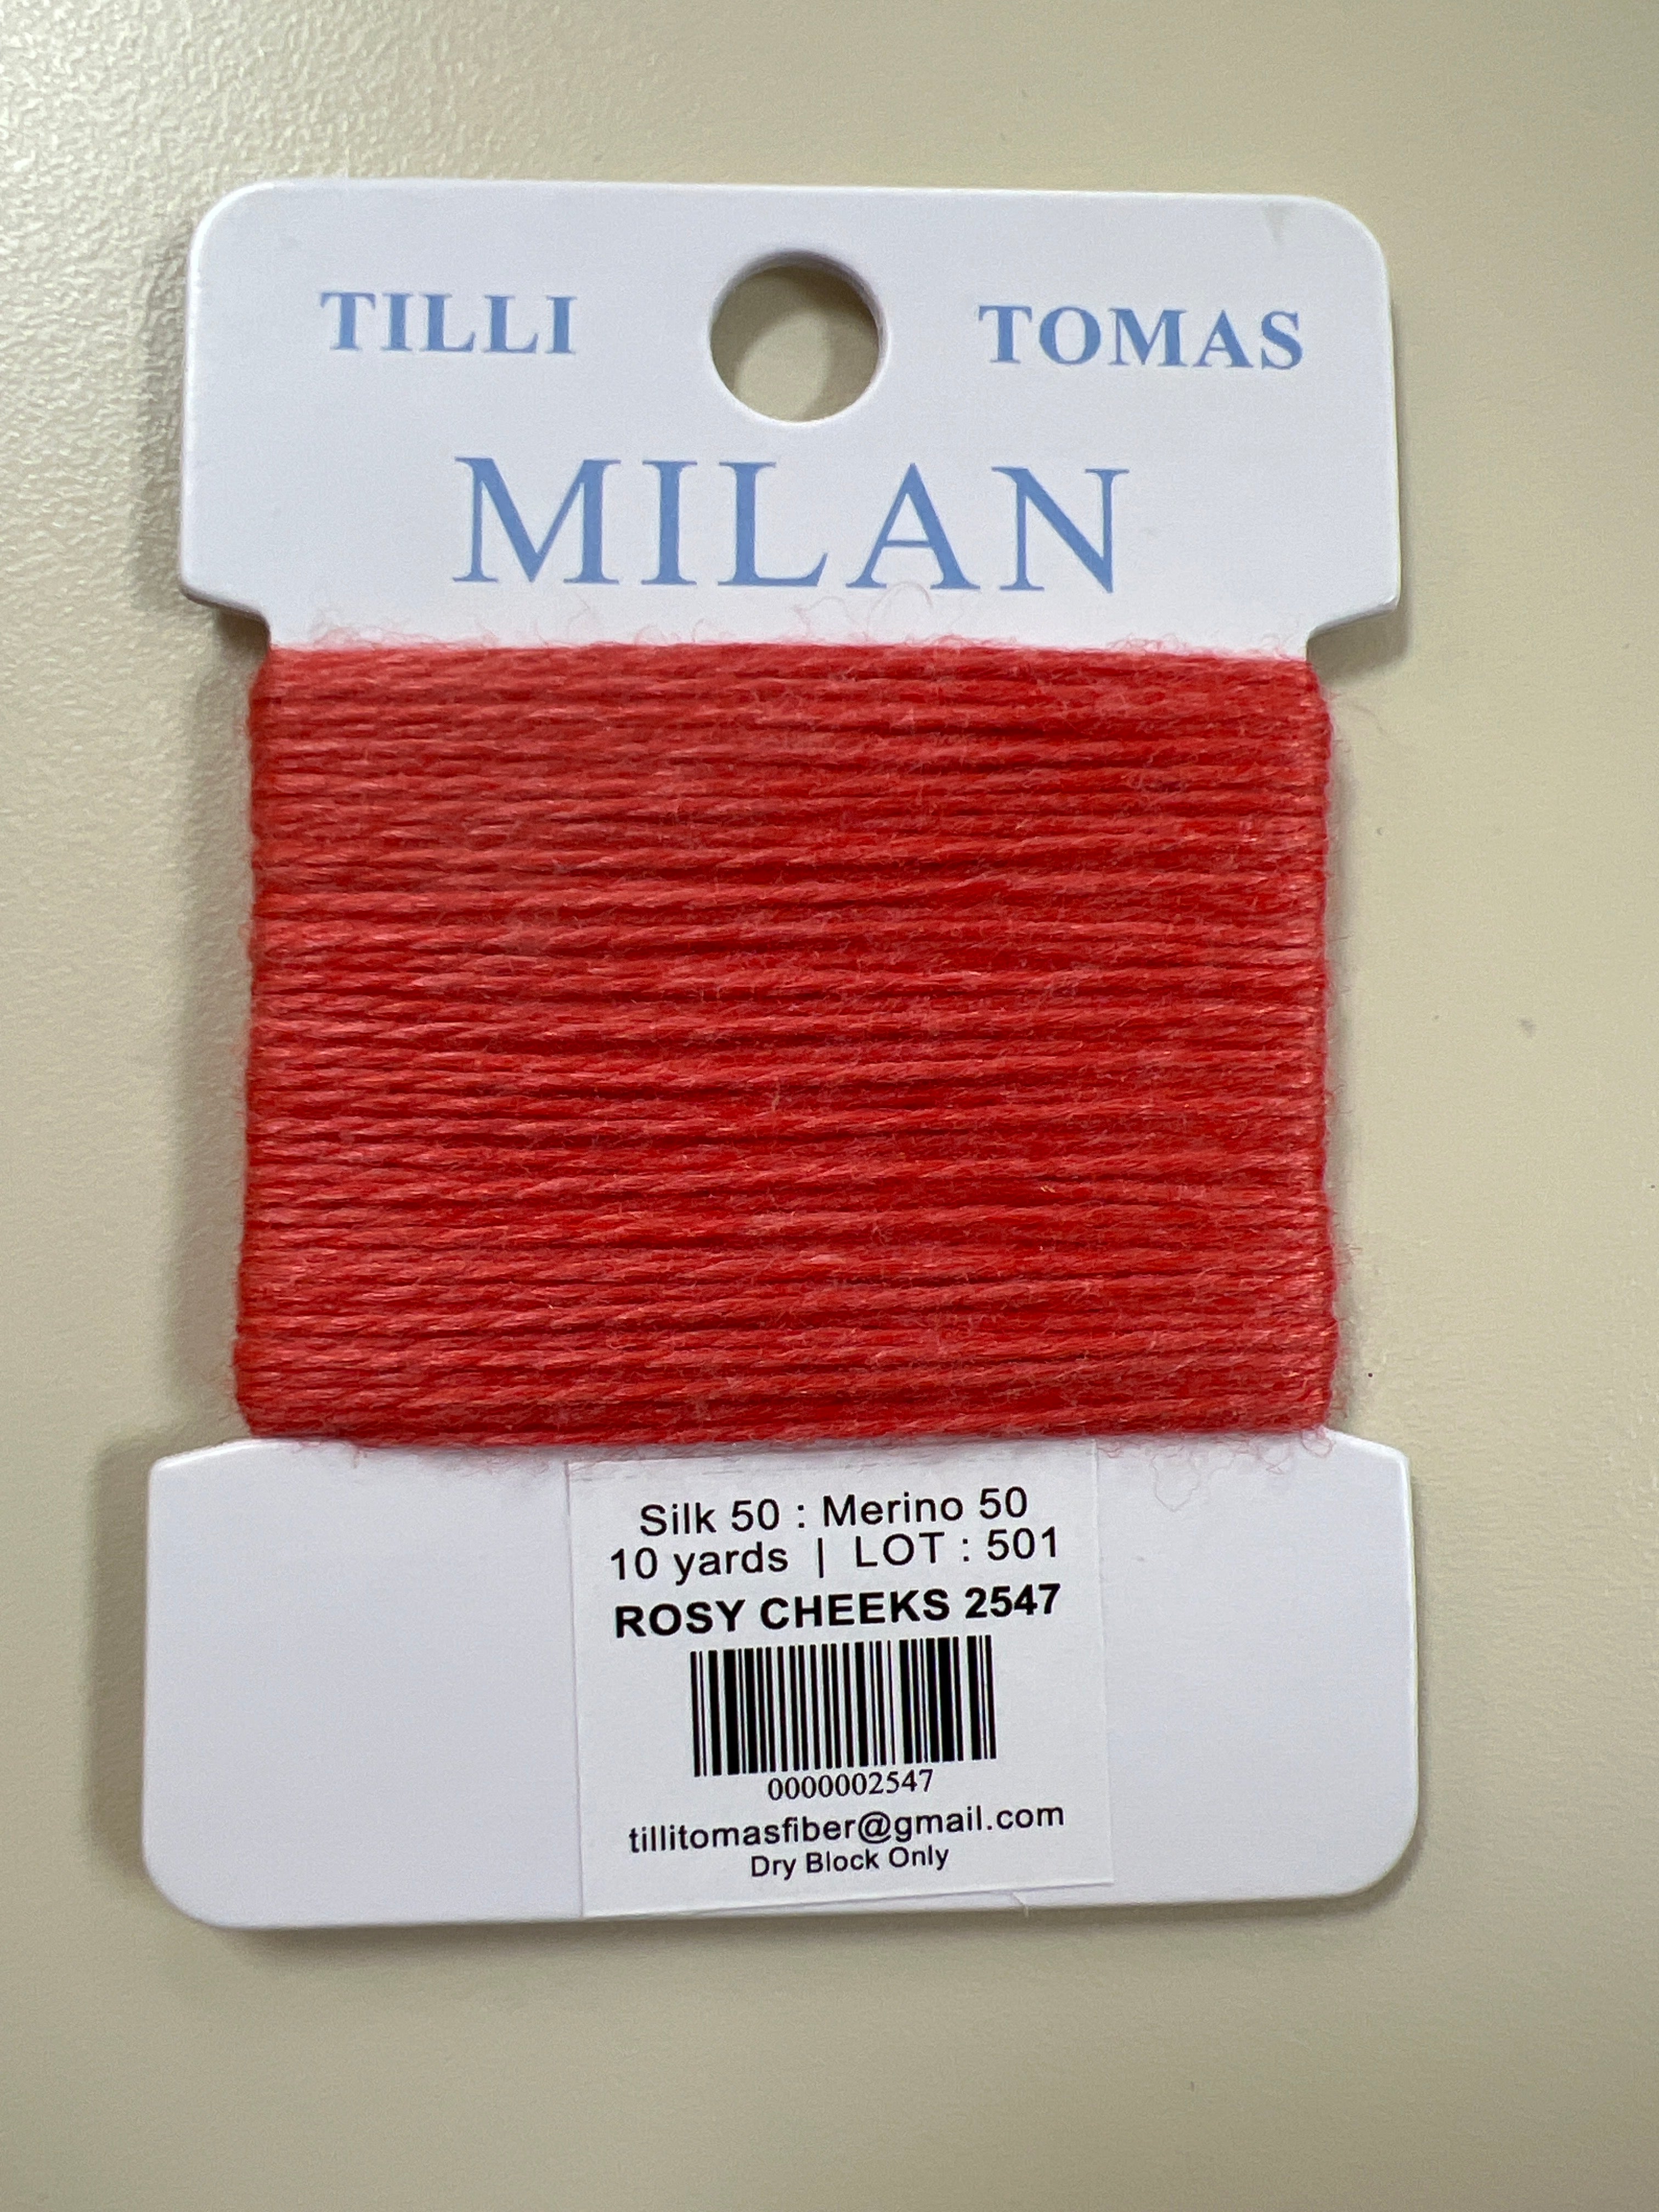 TILLI TOMAS
MILAN
Silk 50 : Merino 50
10 yards | LOT : 501
ROSY CHEEKS 2547
0000002547
tillitomasfiber@gmail.com
Dry Block Only